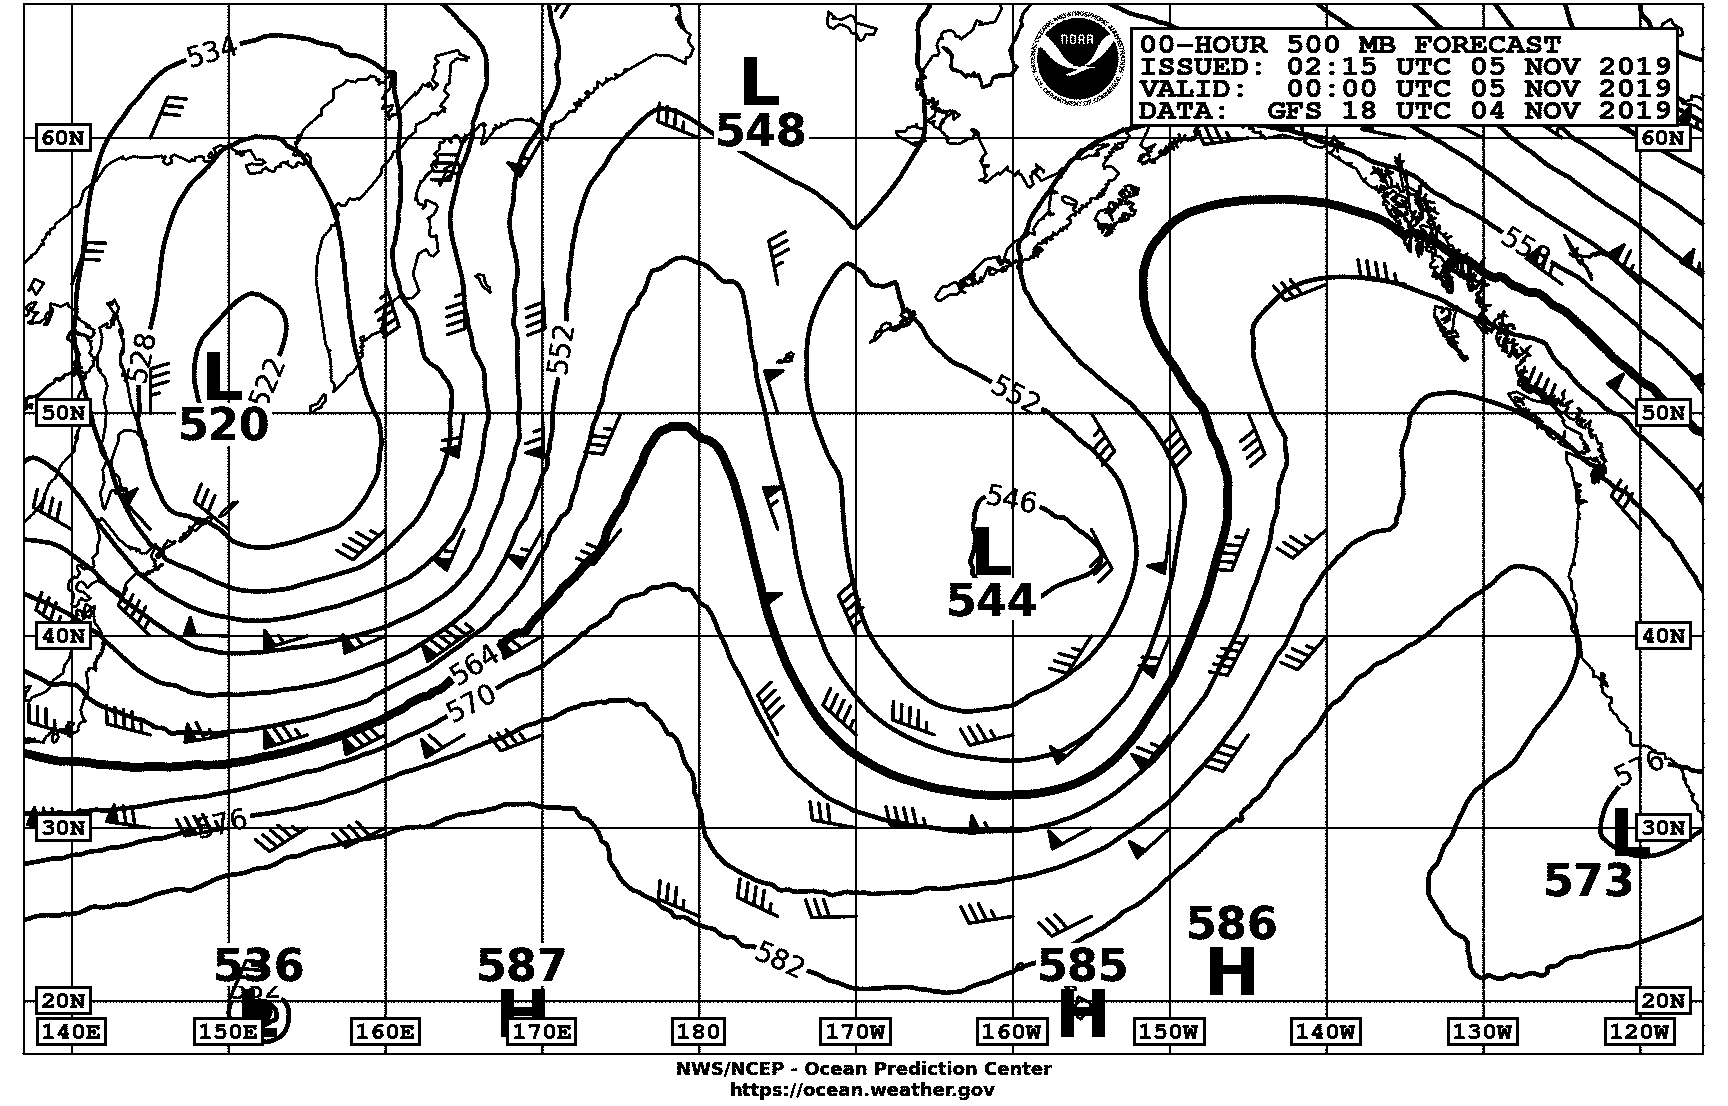 NOAA
00-HOUR 500 MB FORECAST
ISSUED: 02:15 UTC 05 NOV 2019
VALID: 00:00 UTC 05 NOV 2019
DATA: GFS 18 UTC 04 NOV 2019
534
L
548
60N
60N
558
552
528
522
L
520
552
50N
50N
546
L
544
40N
40N
564
570
576
576
30N
L
30N
573
586
H
536
587
585
582
H
H
20N
20N
140E
150E
160E
170E
180
170W
160W
150W
140W
130W
120W
NWS/NCEP - Ocean Prediction Center
https://ocean.weather.gov